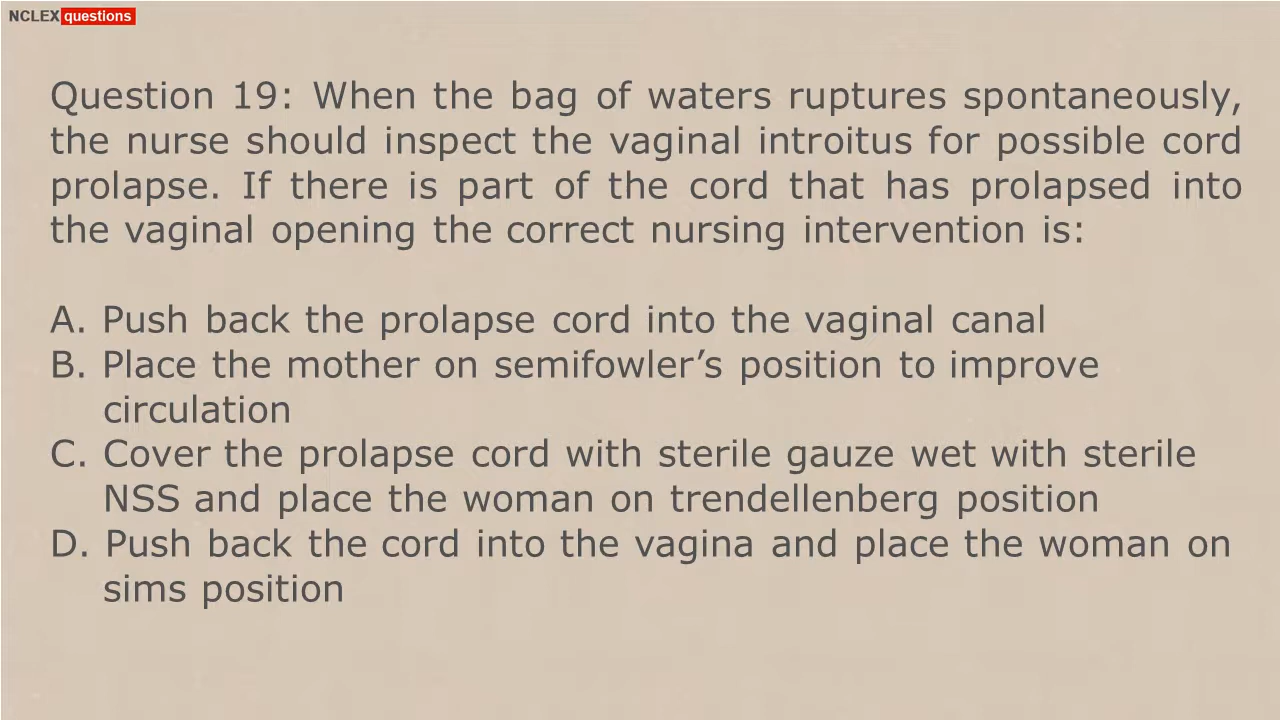 NCLEX questions
Question 19: When the bag of waters ruptures spontaneously,
the nurse should inspect the vaginal introitus for possible cord
prolapse. If there is part of the cord that has prolapsed into
the vaginal opening the correct nursing intervention is:
A. Push back the prolapse cord into the vaginal canal
B. Place the mother on semifowler’s position to improve
circulation
C. Cover the prolapse cord with sterile gauze wet with sterile
NSS and place the woman on trendellenberg position
D. Push back the cord into the vagina and place the woman on
sims position